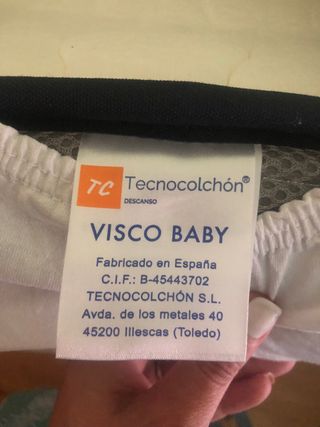 TC Tecnocolchón®
DESCANSO
VISCO BABY
Fabricado en España
C.I.F.: B-45443702
TECNOCOLCHÓN S.L.
Avda. de los metales 40
45200 Illescas (Toledo)